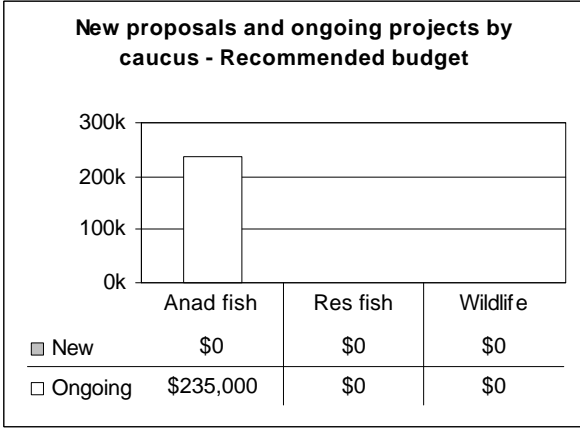 New proposals and ongoing projects by
caucus - Recommended budget
300k
200k
100k
0k
Anad fish Res fish Wildlife
New $0 $0 $0
Ongoing $235,000 $0 $0